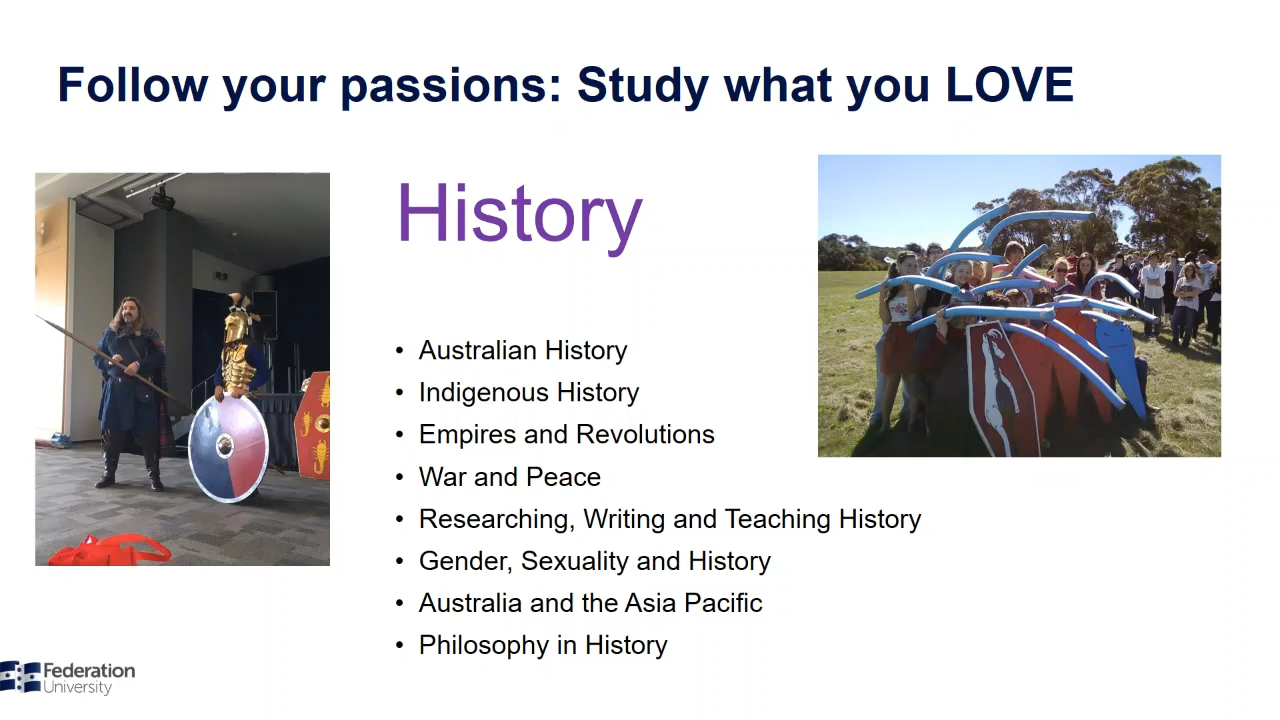 Follow your passions: Study what you LOVE
History
• Australian History
• Indigenous History
• Empires and Revolutions
• War and Peace
• Researching, Writing and Teaching History
• Gender, Sexuality and History
• Australia and the Asia Pacific
• Philosophy in History
Federation
University